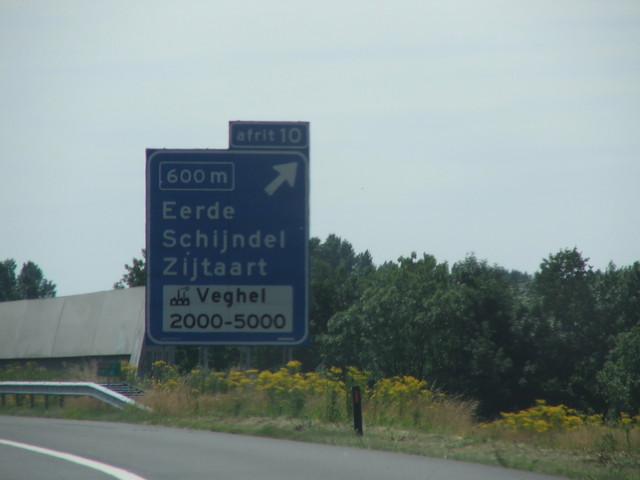 afrit 10
600 m
Eerde
Schijndel
Zijtaart
Veghel
2000-5000